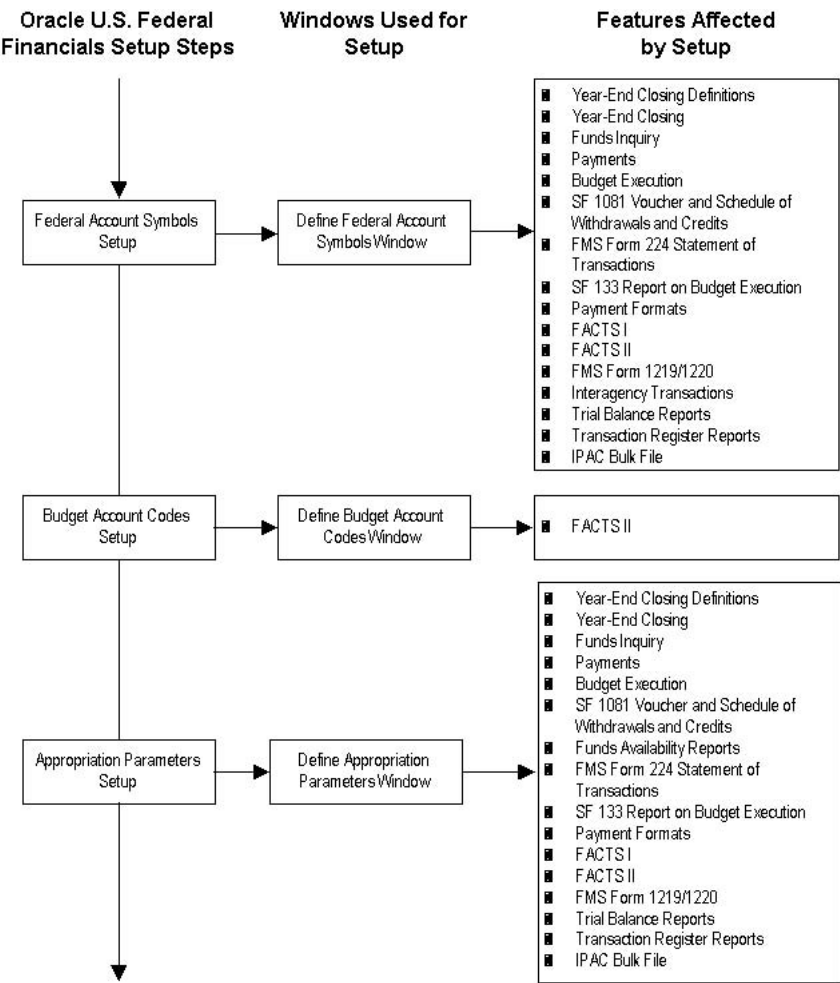 Oracle U.S. Federal
Financials Setup Steps
Windows Used for
Setup
Features Affected
by Setup
Federal Account Symbols
Setup
Define Federal Account
Symbols Window
Year-End Closing Definitions
Year-End Closing
Funds Inquiry
Payments
Budget Execution
SF 1081 Voucher and Schedule of
Withdrawals and Credits
FMS Form 224 Statement of
Transactions
SF 133 Report on Budget Execution
Payment Formats
FACTS I
FACTS II
FMS Form 1219/1220
Interagency Transactions
Trial Balance Reports
Transaction Register Reports
IPAC Bulk File
Budget Account Codes
Setup
Define Budget Account
Codes Window
FACTS II
Appropriation Parameters
Setup
Define Appropriation
Parameters Window
Year-End Closing Definitions
Year-End Closing
Funds Inquiry
Payments
Budget Execution
SF 1081 Voucher and Schedule of
Withdrawals and Credits
Funds Availability Reports
FMS Form 224 Statement of
Transactions
SF 133 Report on Budget Execution
Payment Formats
FACTS I
FACTS II
FMS Form 1219/1220
Trial Balance Reports
Transaction Register Reports
IPAC Bulk File